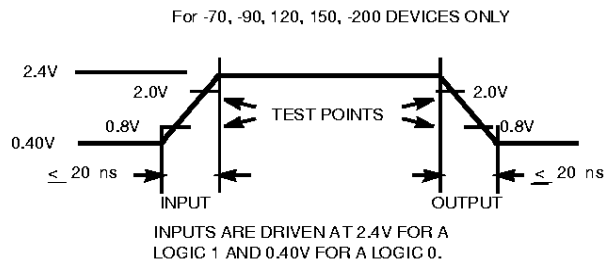 For -70, -90, 120, 150, -200 DEVICES ONLY
2.4V
2.0V
2.0V
TEST POINTS
0.8V
0.8V
0.40V
≤ 20 ns
≤ 20 ns
INPUT
OUTPUT
INPUTS ARE DRIVEN AT 2.4V FOR A
LOGIC 1 AND 0.40V FOR A LOGIC 0.